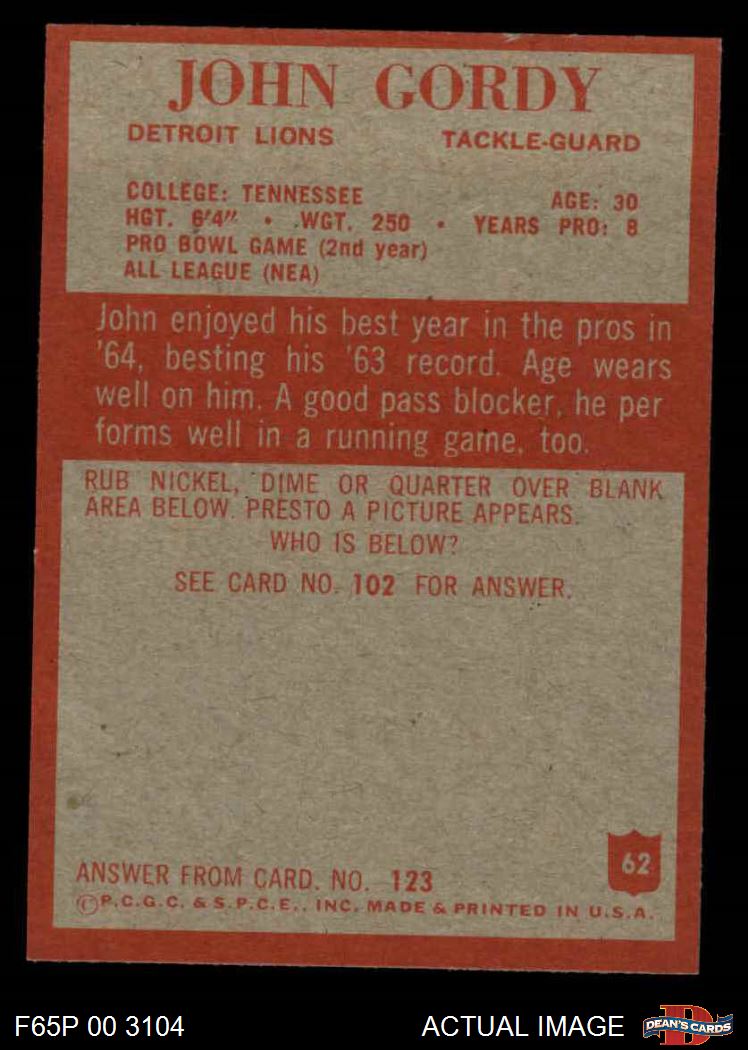 JOHN GORDY
DETROIT LIONS TACKLE-GUARD
COLLEGE: TENNESSEE AGE: 30
HGT. 6'4" • WGT. 250 • YEARS PRO: 8
PRO BOWL GAME (2nd year)
ALL LEAGUE (NEA)
John enjoyed his best year in the pros in
'64, besting his '63 record. Age wears
well on him. A good pass blocker, he per
forms well in a running game, too.
RUB NICKEL, DIME OR QUARTER OVER BLANK
AREA BELOW. PRESTO A PICTURE APPEARS.
WHO IS BELOW?
SEE CARD NO. 102 FOR ANSWER.
62
ANSWER FROM CARD. NO. 123
©P.C.G.C. & S.P.C.E., INC. MADE & PRINTED IN U.S.A.
F65P 00 3104 ACTUAL IMAGE D DEAN'S CARDS